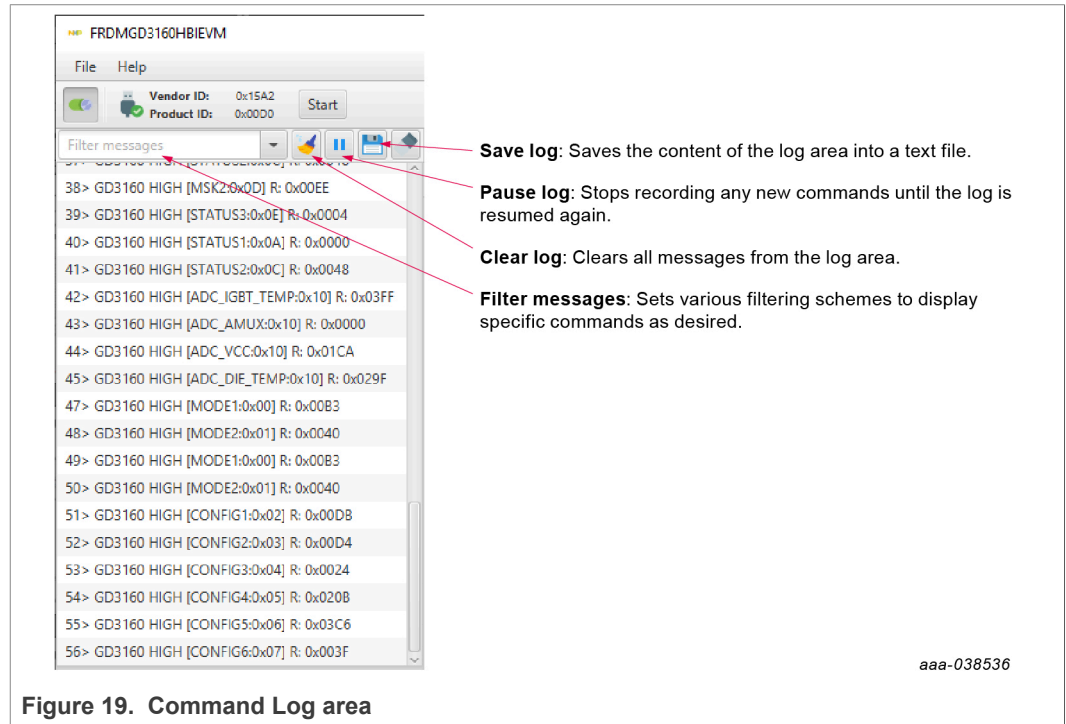 FRDMGD3160HBIEVM
File Help
Vendor ID: 0x15A2
Product ID: 0x00D0
Start
Filter messages
38> GD3160 HIGH [MSK2:0x0D] R: 0x00EE
39> GD3160 HIGH [STATUS3:0x0E] R: 0x0004
40> GD3160 HIGH [STATUS1:0x0A] R: 0x0000
41> GD3160 HIGH [STATUS2:0x0C] R: 0x0048
42> GD3160 HIGH [ADC_IGBT_TEMP:0x10] R: 0x03FF
43> GD3160 HIGH [ADC_AMUX:0x10] R: 0x0000
44> GD3160 HIGH [ADC_VCC:0x10] R: 0x01CA
45> GD3160 HIGH [ADC_DIE_TEMP:0x10] R: 0x029F
47> GD3160 HIGH [MODE1:0x00] R: 0x00B3
48> GD3160 HIGH [MODE2:0x01] R: 0x0040
49> GD3160 HIGH [MODE1:0x00] R: 0x00B3
50> GD3160 HIGH [MODE2:0x01] R: 0x0040
51> GD3160 HIGH [CONFIG1:0x02] R: 0x00DB
52> GD3160 HIGH [CONFIG2:0x03] R: 0x00D4
53> GD3160 HIGH [CONFIG3:0x04] R: 0x0024
54> GD3160 HIGH [CONFIG4:0x05] R: 0x020B
55> GD3160 HIGH [CONFIG5:0x06] R: 0x03C6
56> GD3160 HIGH [CONFIG6:0x07] R: 0x003F
Save log: Saves the content of the log area into a text file.
Pause log: Stops recording any new commands until the log is
resumed again.
Clear log: Clears all messages from the log area.
Filter messages: Sets various filtering schemes to display
specific commands as desired.
aaa-038536
Figure 19. Command Log area